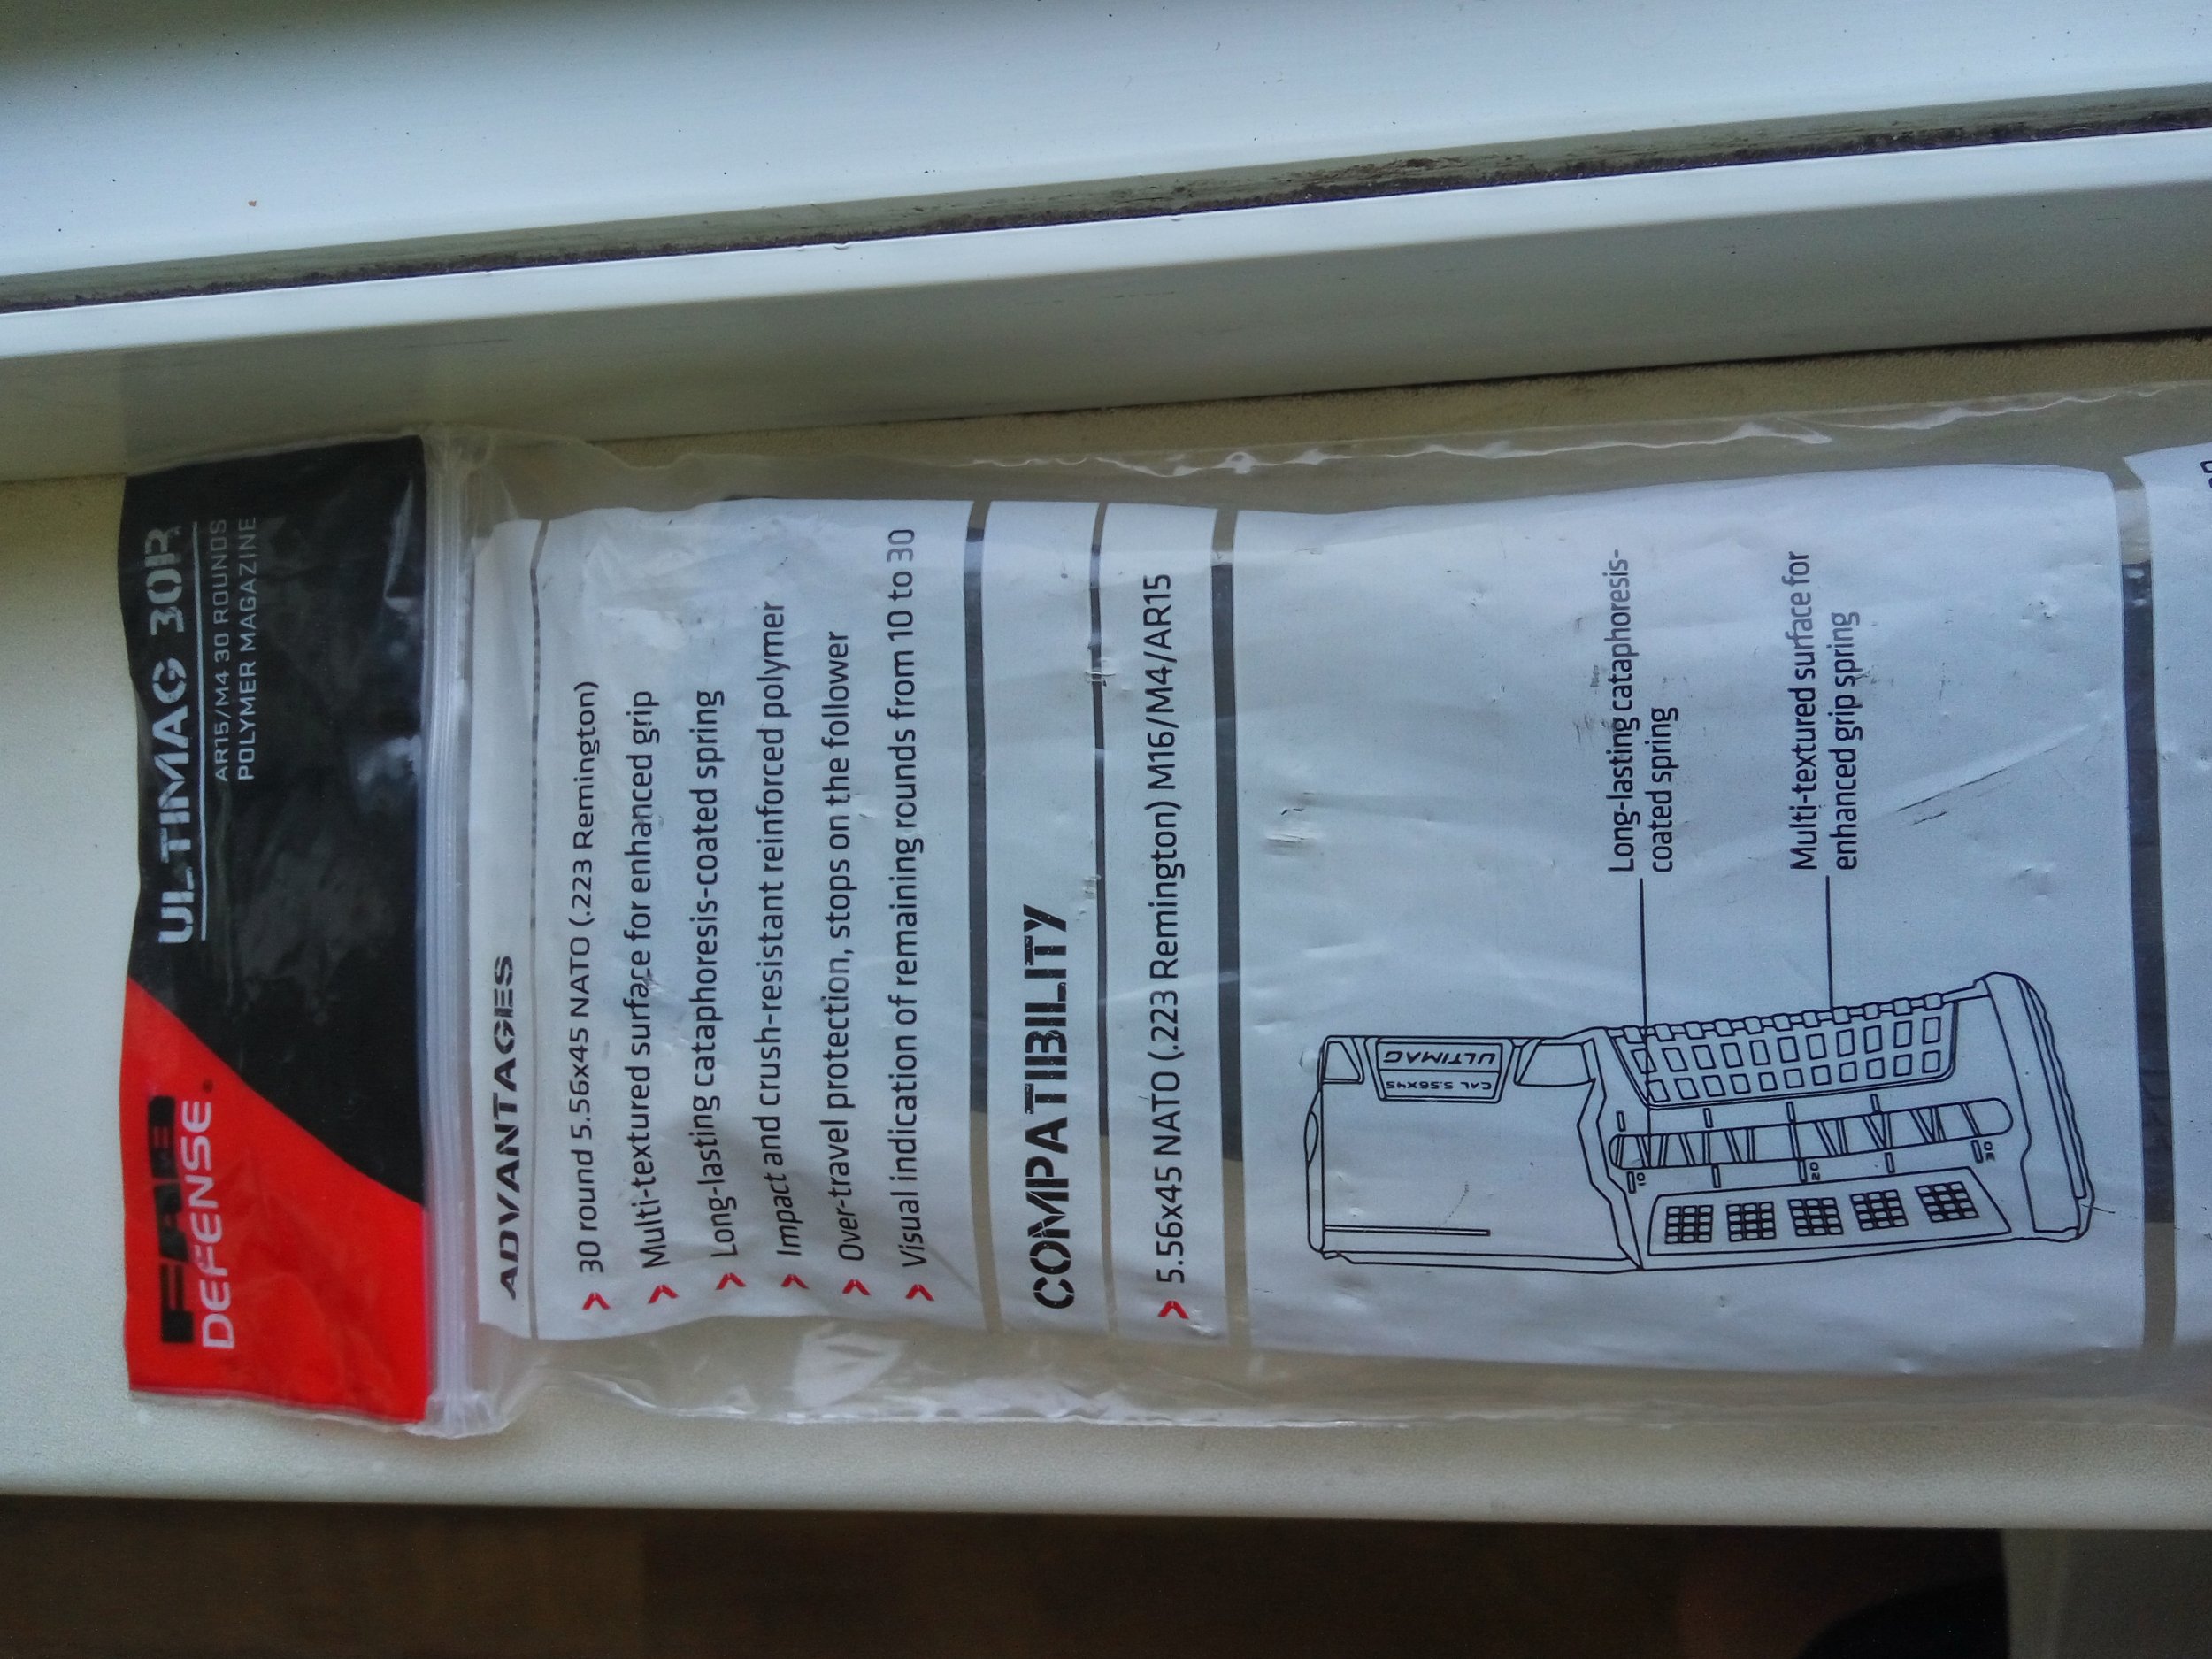 FAB
DEFENSE®
ULTIMAG 30R
AR15/M4 30 ROUNDS
POLYMER MAGAZINE
ADVANTAGES
> 30 round 5.56x45 NATO (.223 Remington)
> Multi-textured surface for enhanced grip
> Long-lasting cataphoresis-coated spring
> Impact and crush-resistant reinforced polymer
> Over-travel protection, stops on the follower
> Visual indication of remaining rounds from 10 to 30
COMPATIBILITY
> 5.56x45 NATO (.223 Remington) M16/M4/AR15
ULTIMAG
CAL 5.56X45
Long-lasting cataphoresis-
coated spring
Multi-textured surface for
enhanced grip spring
10
20
30